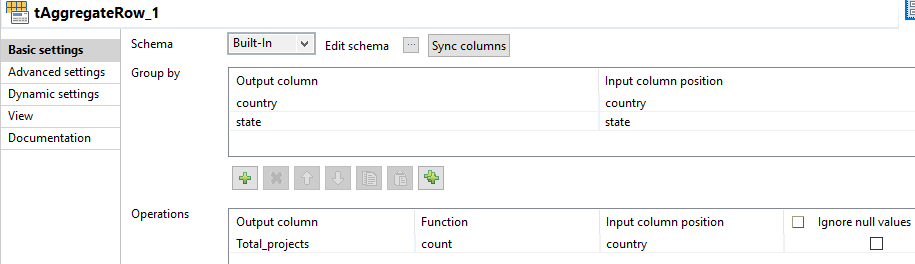 tAggregateRow_1
Basic settings
Advanced settings
Dynamic settings
View
Documentation
Schema Built-In Edit schema ... Sync columns
Group by
Output column Input column position
country country
state state
Operations
Output column Function Input column position Ignore null values
Total_projects count country